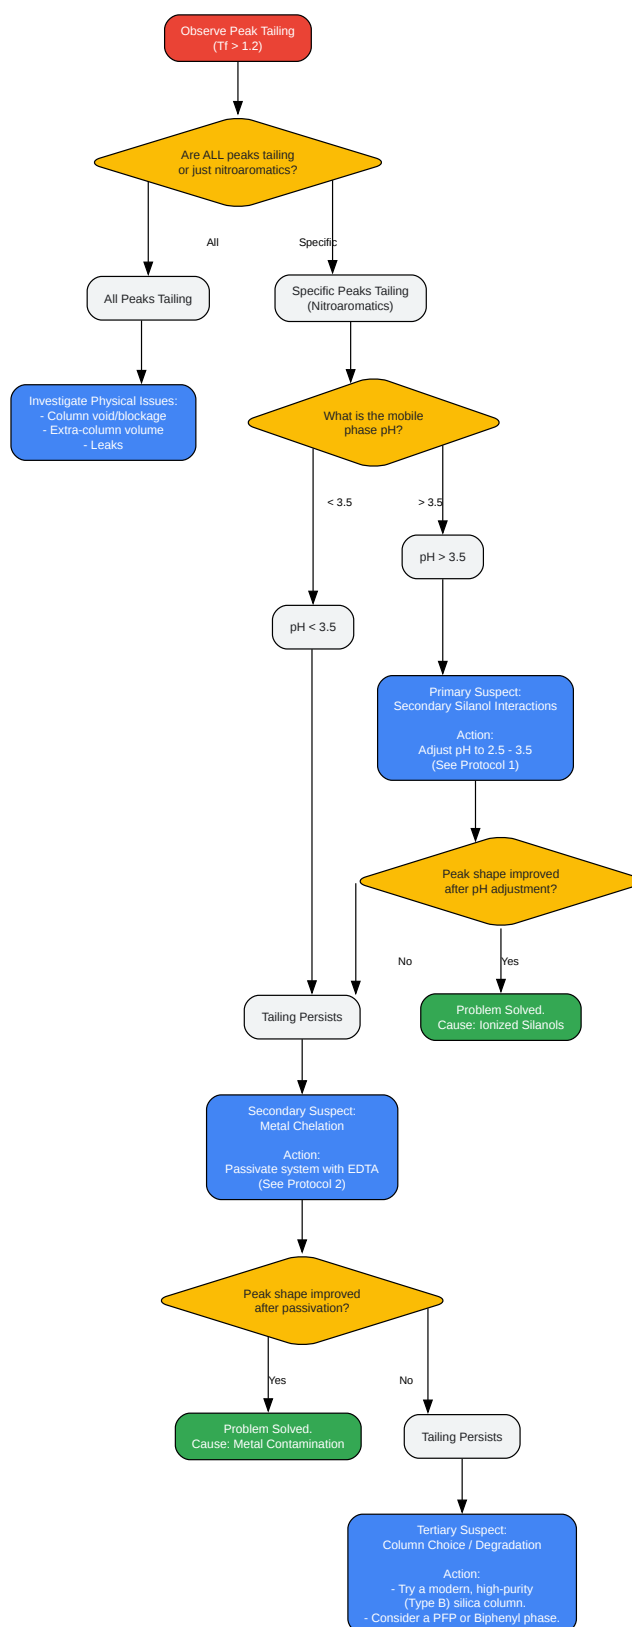 Observe Peak Tailing
(Tf > 1.2)
Are ALL peaks tailing
or just nitroaromatics?
All
Specific
All Peaks Tailing
Specific Peaks Tailing
(Nitroaromatics)
Investigate Physical Issues:
- Column void/blockage
- Extra-column volume
- Leaks
What is the mobile
phase pH?
< 3.5
> 3.5
pH > 3.5
pH < 3.5
Primary Suspect:
Secondary Silanol Interactions
Action:
Adjust pH to 2.5 - 3.5
(See Protocol 1)
Peak shape improved
after pH adjustment?
No
Yes
Tailing Persists
Problem Solved.
Cause: Ionized Silanols
Secondary Suspect:
Metal Chelation
Action:
Passivate system with EDTA
(See Protocol 2)
Peak shape improved
after passivation?
Yes
No
Problem Solved.
Cause: Metal Contamination
Tailing Persists
Tertiary Suspect:
Column Choice / Degradation
Action:
- Try a modern, high-purity
(Type B) silica column.
- Consider a PFP or Biphenyl phase.